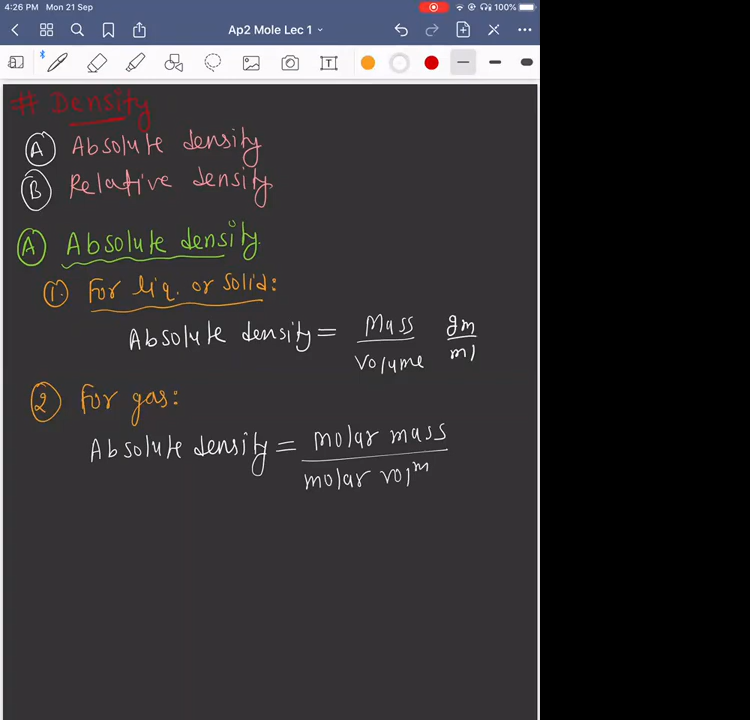 4:26 PM Mon 21 Sep 100%
Ap2 Mole Lec 1
T
# Density
(A) Absolute density
(B) Relative density
(A) Absolute density
(1) For liq. or solid:
Absolute density = Mass / Volume gm / ml
(2) For gas:
Absolute density = molar mass / molar volᵐ